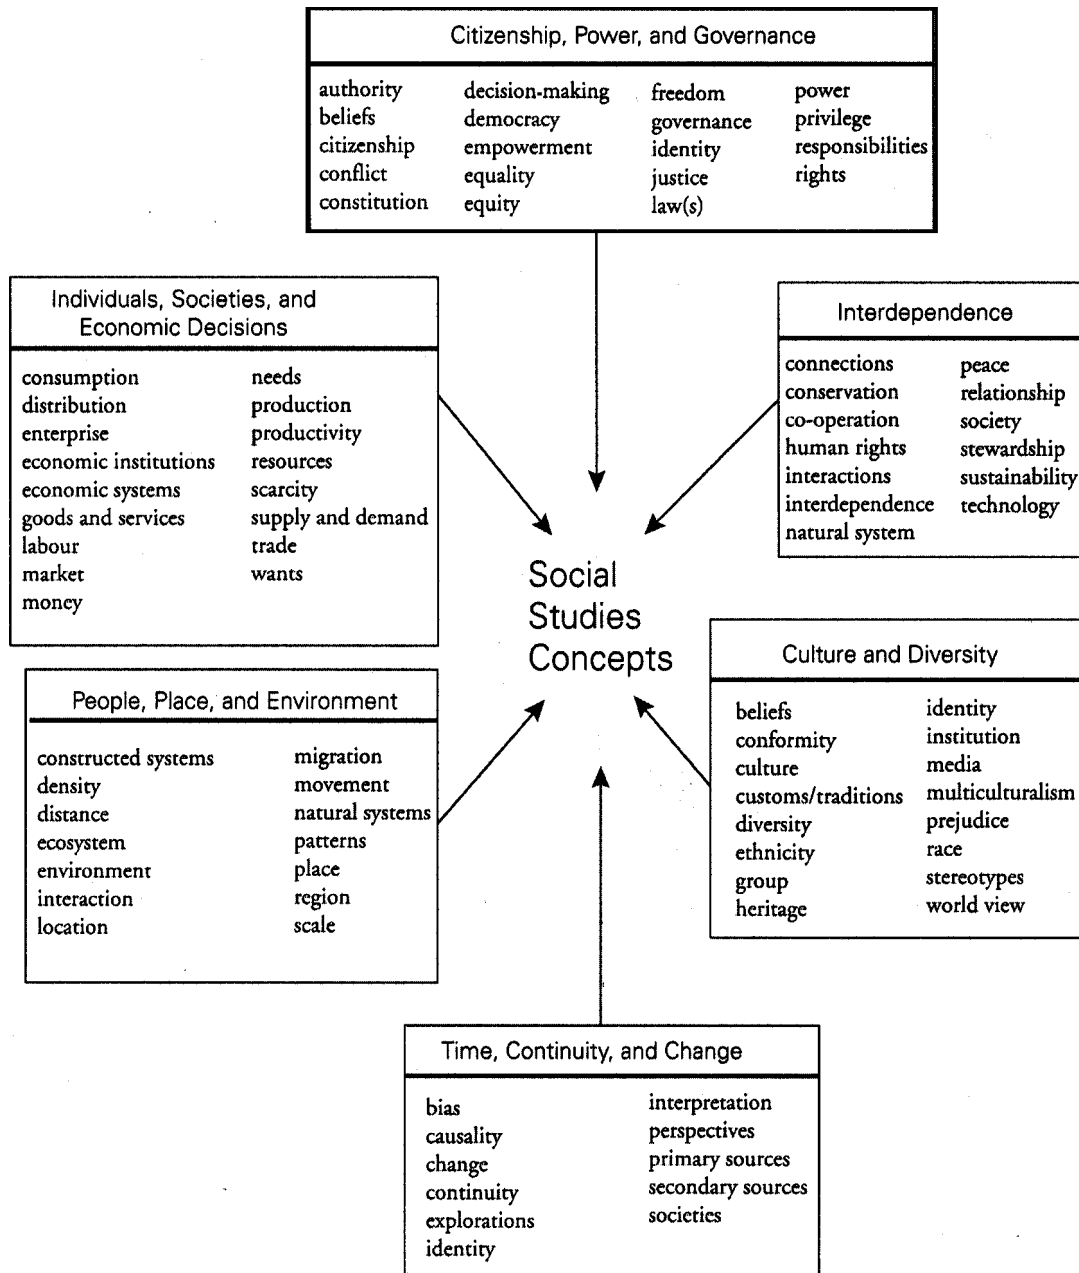 Citizenship, Power, and Governance
authority
beliefs
citizenship
conflict
constitution
decision-making
democracy
empowerment
equality
equity
freedom
governance
identity
justice
law(s)
power
privilege
responsibilities
rights
Individuals, Societies, and
Economic Decisions
consumption
distribution
enterprise
economic institutions
economic systems
goods and services
labour
market
money
needs
production
productivity
resources
scarcity
supply and demand
trade
wants
Interdependence
connections
conservation
co-operation
human rights
interactions
interdependence
natural system
peace
relationship
society
stewardship
sustainability
technology
Social
Studies
Concepts
People, Place, and Environment
constructed systems
density
distance
ecosystem
environment
interaction
location
migration
movement
natural systems
patterns
place
region
scale
Culture and Diversity
beliefs
conformity
culture
customs/traditions
diversity
ethnicity
group
heritage
identity
institution
media
multiculturalism
prejudice
race
stereotypes
world view
Time, Continuity, and Change
bias
causality
change
continuity
explorations
identity
interpretation
perspectives
primary sources
secondary sources
societies